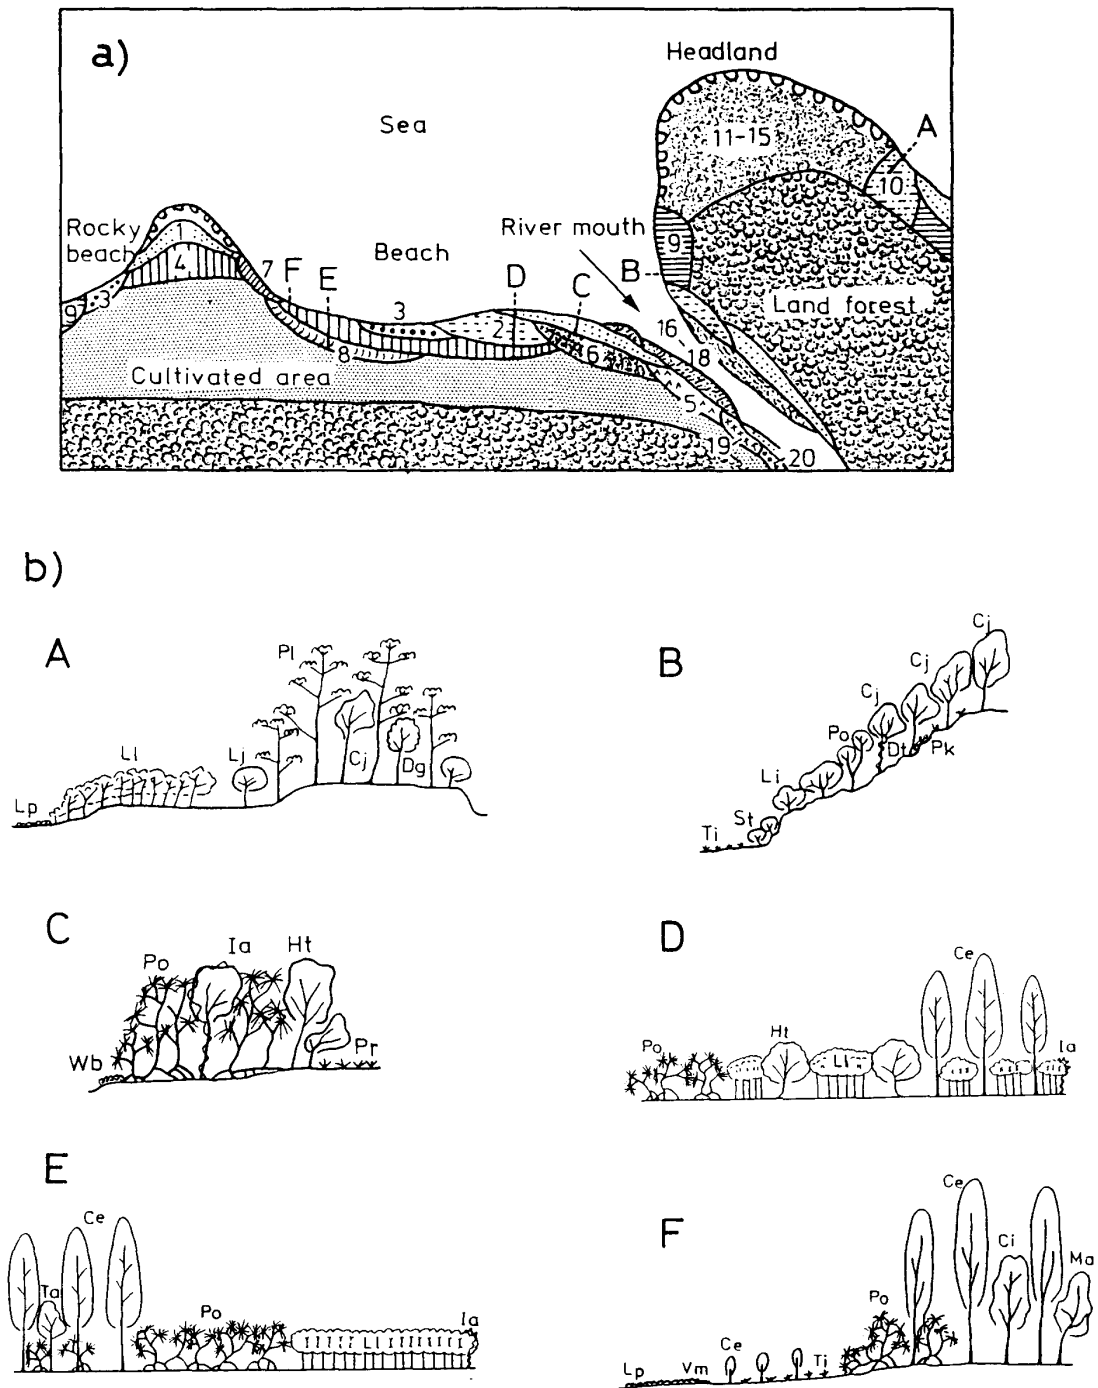 a)
Headland
Sea
11-15
A
10
River mouth
Rocky
beach
1
4
7
F
E
Beach
D
C
B
9
9
3
3
2
8
6
16
18
Land forest
Cultivated area
5
19
20
b)
A
Pl
Li
Lj
Cj
Dg
Lp
B
Cj
Cj
Cj
Po
Dt
Pk
Li
St
Ti
C
Po
Ia
Ht
Wb
Pr
D
Ce
Po
Ht
Li
Ia
E
Ce
Ta
Po
Li
Ia
F
Ce
Ci
Ma
Po
Ce
Lp
Vm
Ti